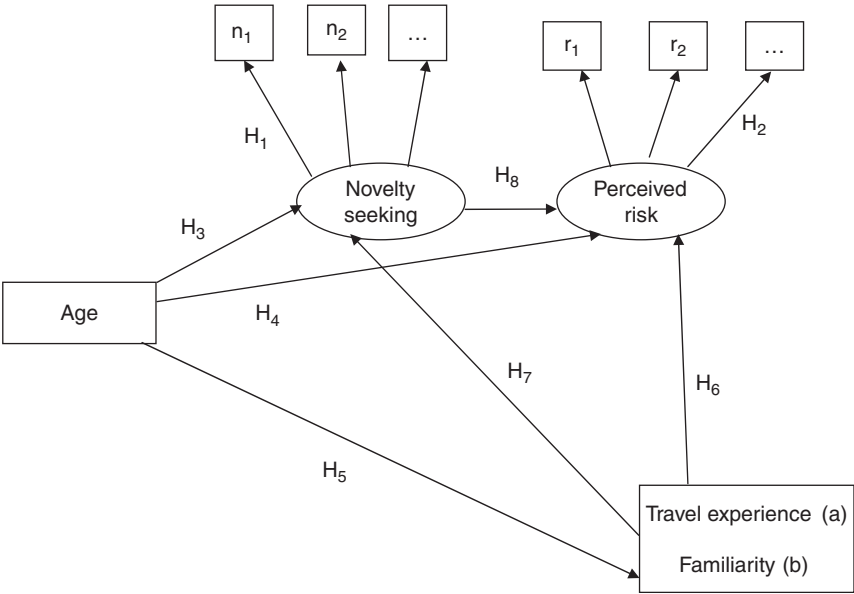 n₁
n₂
…
r₁
r₂
…
H₁
H₂
Novelty
seeking
H₈
Perceived
risk
H₃
Age
H₄
H₇
H₆
H₅
Travel experience (a)
Familiarity (b)